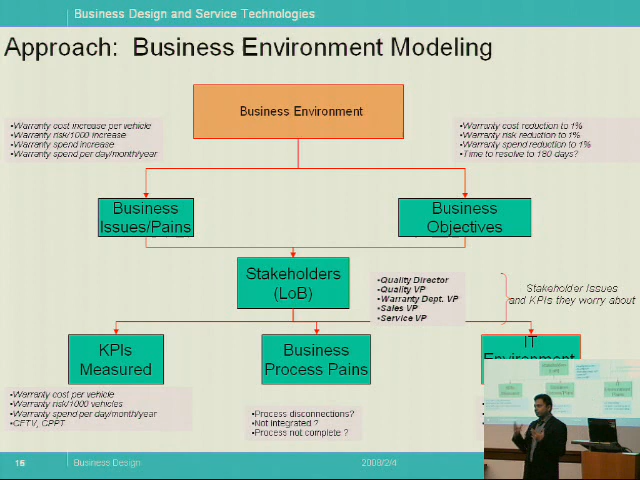 Business Design and Service Technologies
Approach:  Business Environment Modeling
Business Environment
•Warranty cost increase per vehicle
•Warranty risk/1000 increase
•Warranty spend increase
•Warranty spend per day/month/year
•Warranty cost reduction to 1%
•Warranty risk reduction to 1%
•Warranty spend reduction to 1%
•Time to resolve to 180 days?
Business
Issues/Pains
Business
Objectives
Stakeholders
(LoB)
•Quality Director
•Quality VP
•Warranty Dept. VP
•Sales VP
•Service VP
Stakeholder Issues
and KPIs they worry about
KPIs
Measured
Business
Process Pains
IT
Environment
•Warranty cost per vehicle
•Warranty risk/1000 vehicles
•Warranty spend per day/month/year
•Process disconnections?
•Not integrated ?
•Process not complete ?
16
Business Design
2008/2/4